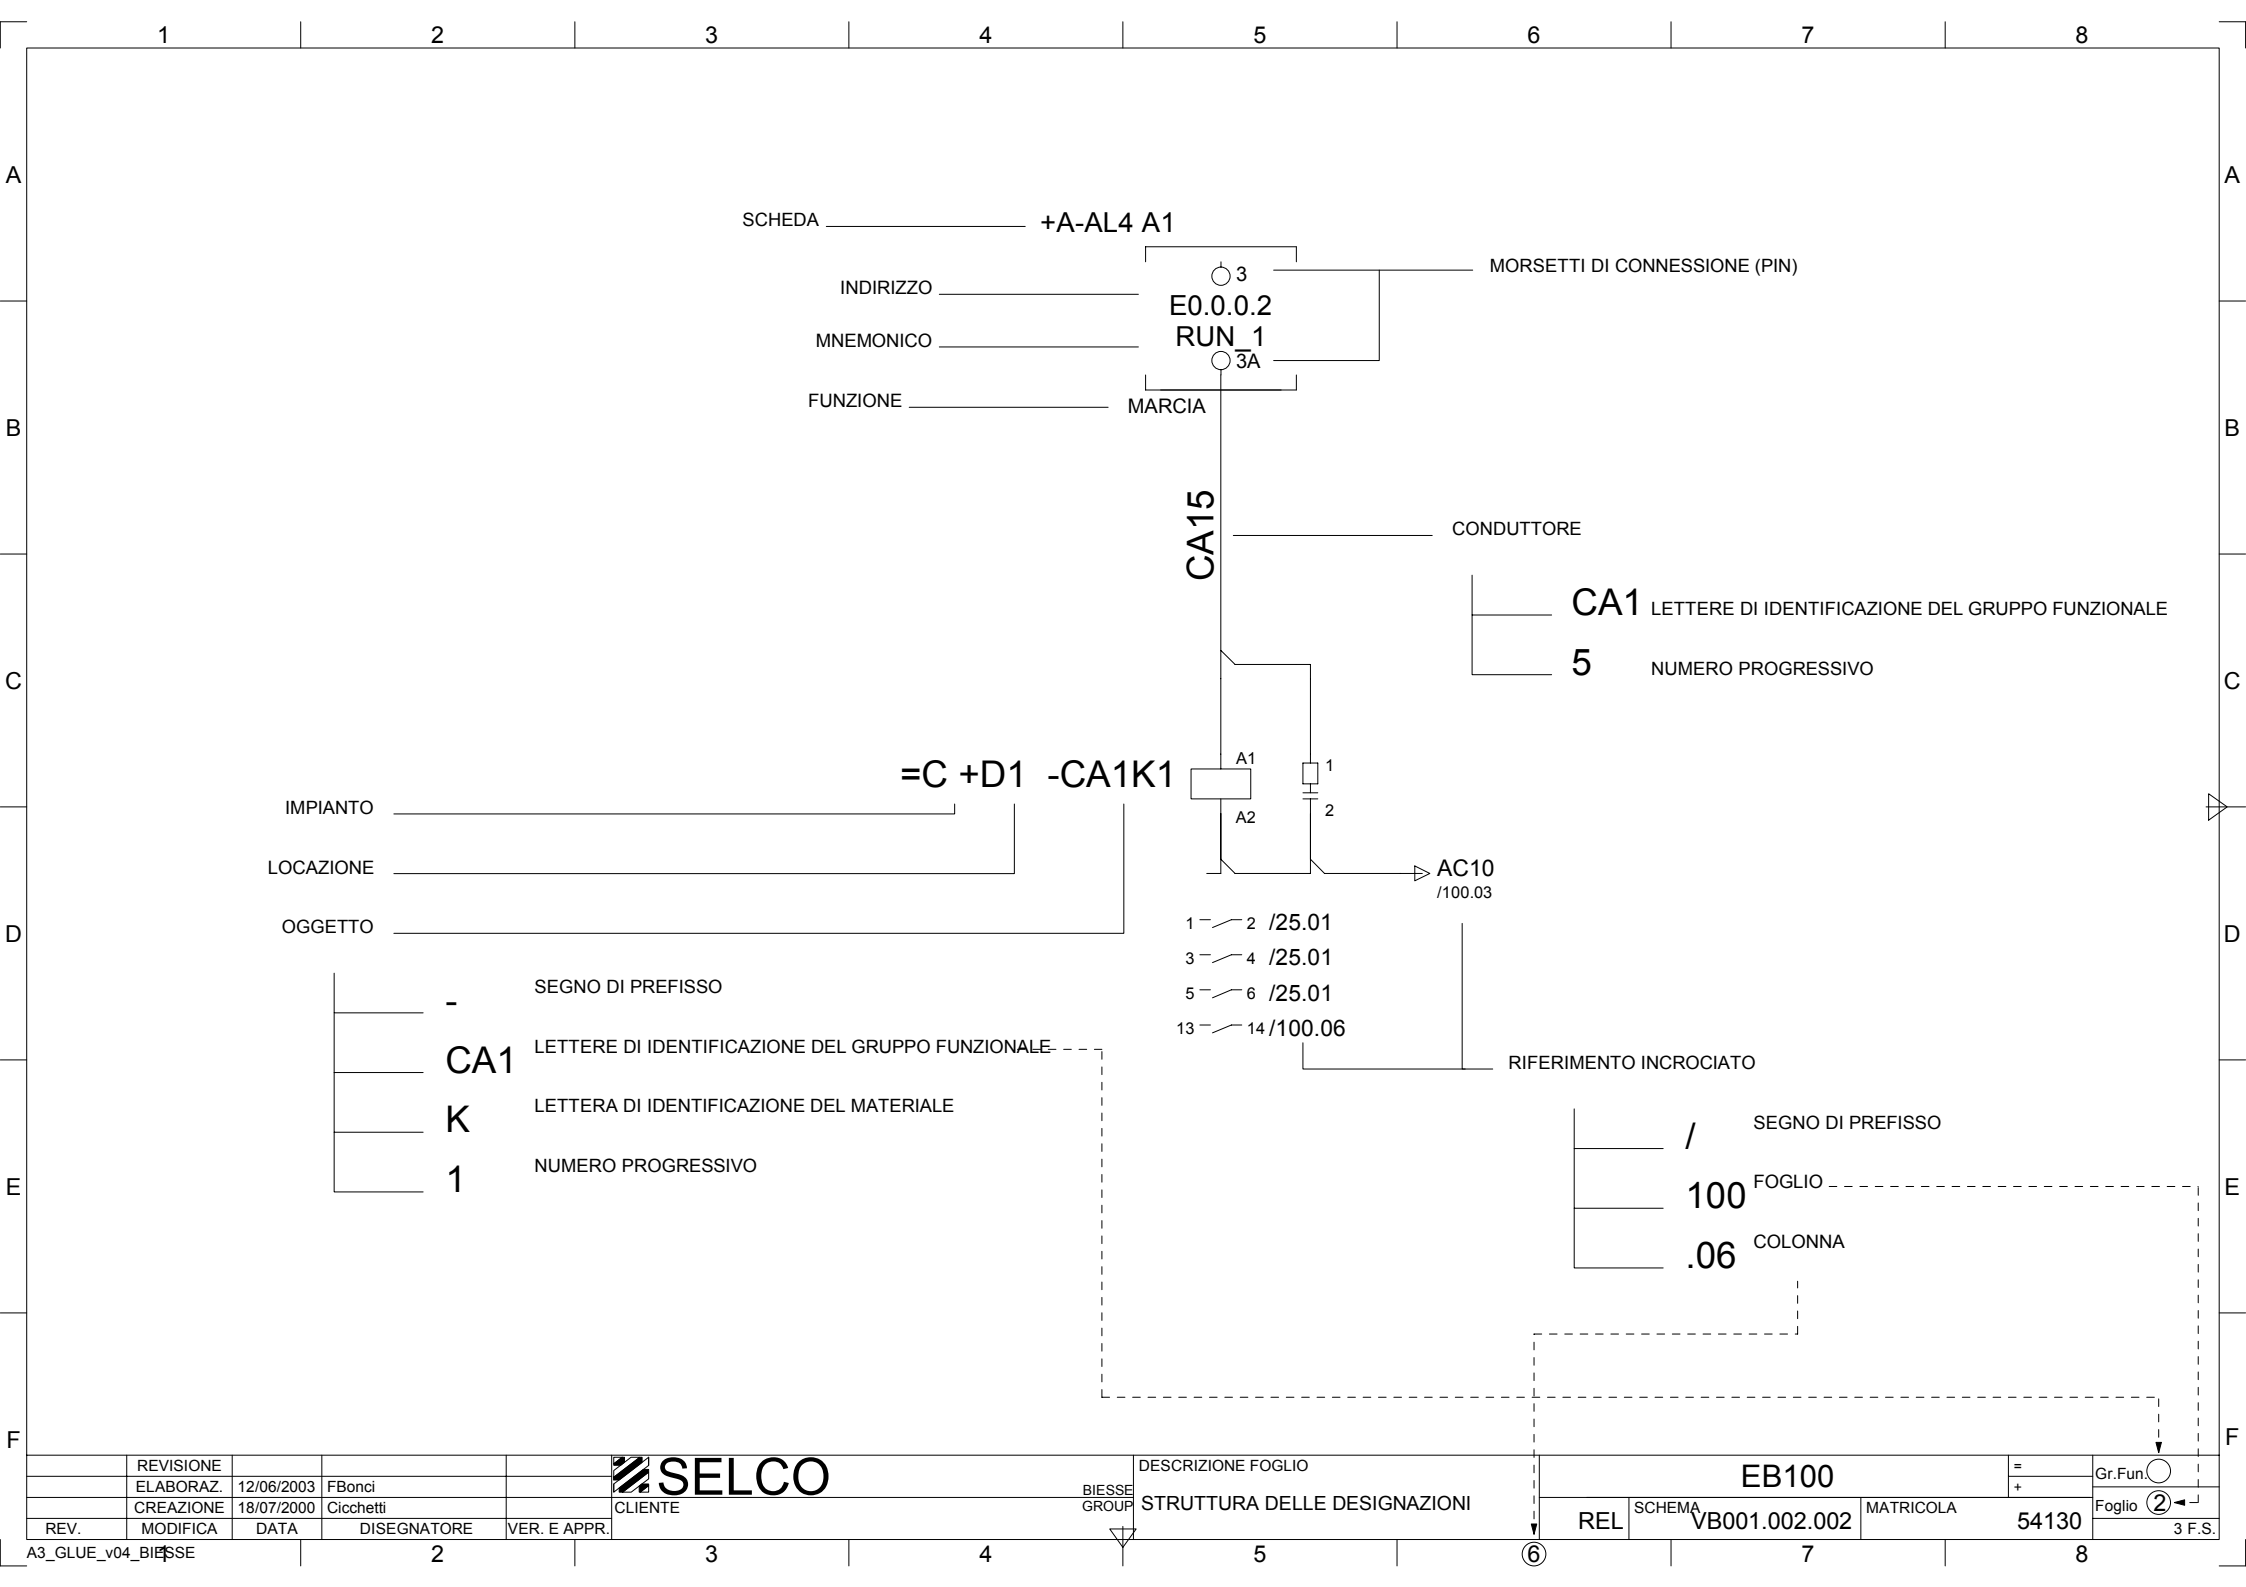 1 2 3 4 5 6 7 8
A A
SCHEDA +A-AL4 A1
3 MORSETTI DI CONNESSIONE (PIN)
INDIRIZZO E0.0.0.2
MNEMONICO RUN_1
3A
FUNZIONE MARCIA
B B
CA15
CONDUTTORE
CA1 LETTERE DI IDENTIFICAZIONE DEL GRUPPO FUNZIONALE
5 NUMERO PROGRESSIVO
C C
=C +D1 -CA1K1 A1 1
A2 2
IMPIANTO
LOCAZIONE
AC10
/100.03
OGGETTO
D D
1 2 /25.01
3 4 /25.01
5 6 /25.01
13 14 /100.06
- SEGNO DI PREFISSO
CA1 LETTERE DI IDENTIFICAZIONE DEL GRUPPO FUNZIONALE
K LETTERA DI IDENTIFICAZIONE DEL MATERIALE
1 NUMERO PROGRESSIVO
RIFERIMENTO INCROCIATO
/ SEGNO DI PREFISSO
100 FOGLIO
.06 COLONNA
E E
F F
REVISIONE
ELABORAZ. 12/06/2003 FBonci
CREAZIONE 18/07/2000 Cicchetti
REV. MODIFICA DATA DISEGNATORE VER. E APPR.
SELCO
BIESSE
GROUP
CLIENTE
DESCRIZIONE FOGLIO
STRUTTURA DELLE DESIGNAZIONI
EB100
=
+
Gr.Fun.
REL SCHEMA VB001.002.002 MATRICOLA 54130
Foglio 2
3 F.S.
A3_GLUE_v04_BIESSE
1 2 3 4 5 6 7 8